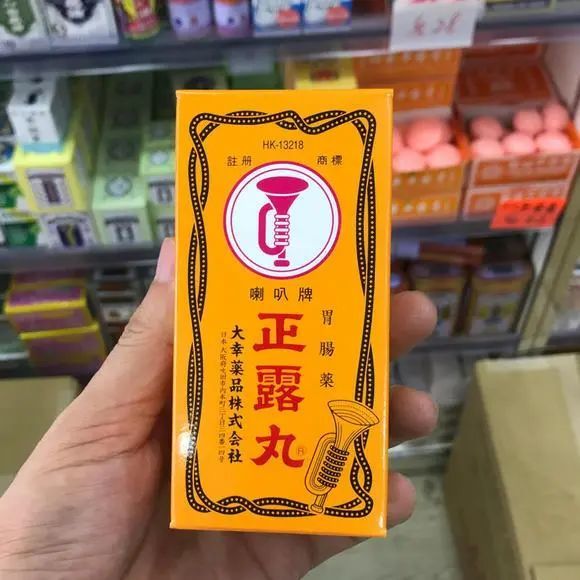 HK-13218
註册 商標
喇叭牌
胃腸薬
正露丸
R
大幸薬品株式会社